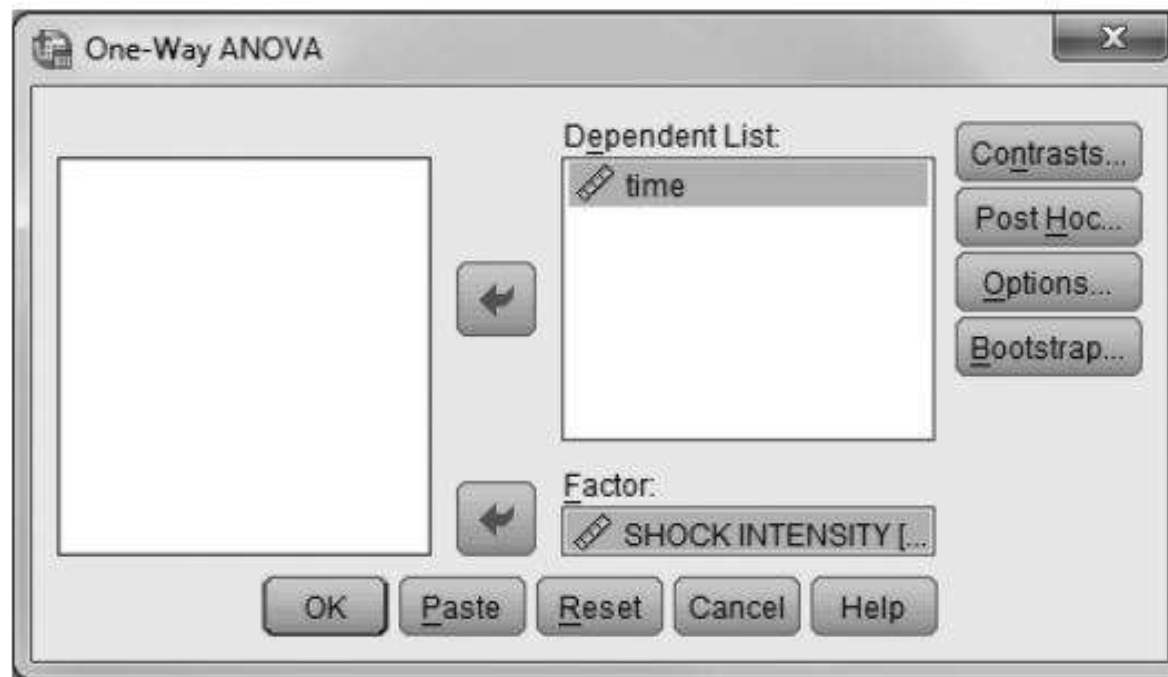 One-Way ANOVA
Dependent List:
time
Contrasts...
Post Hoc...
Options...
Bootstrap...
Factor:
SHOCK INTENSITY [...
OK Paste Reset Cancel Help